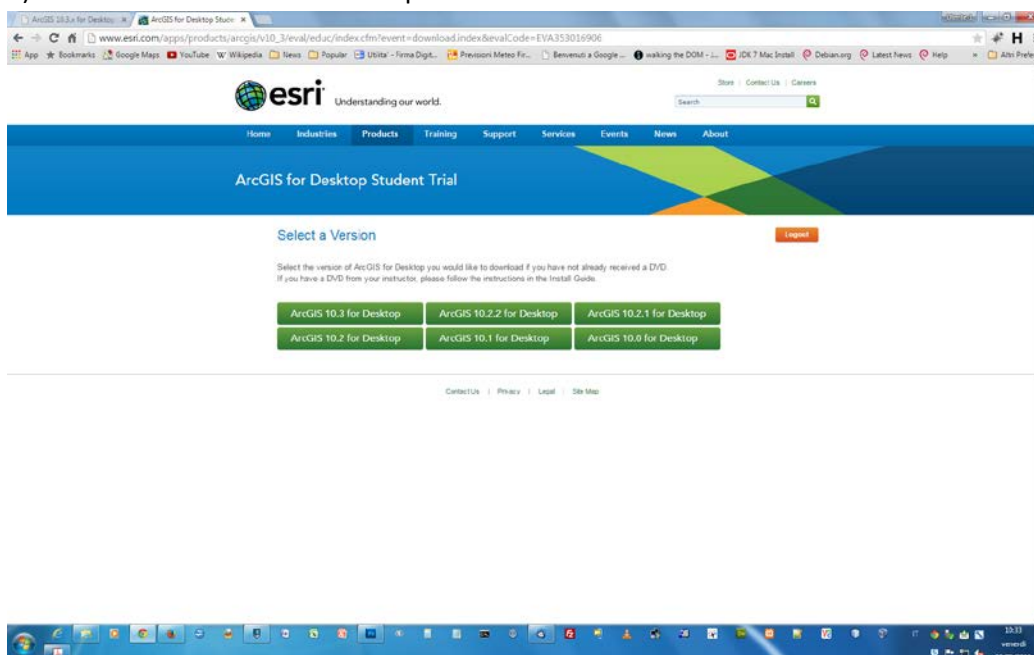 ArcGIS 10.3.x for Desktop
ArcGIS for Desktop Stude
www.esri.com/apps/products/arcgis/v10_3/eval/educ/index.cfm?event=download.index&evalCode=EVA353016906
App Bookmarks Google Maps YouTube Wikipedia News Popular Utilita' - Firma Digit... Previsioni Meteo Fir... Benvenuti a Google ... walking the DOM - JDK 7 Mac Install Debian.org Latest News Help » Altri Prefe
Store | Contact Us | Careers
esri Understanding our world.
Search
Home Industries Products Training Support Services Events News About
ArcGIS for Desktop Student Trial
Select a Version
Logout
Select the version of ArcGIS for Desktop you would like to download if you have not already received a DVD.
If you have a DVD from your instructor, please follow the instructions in the Install Guide.
ArcGIS 10.3 for Desktop ArcGIS 10.2.2 for Desktop ArcGIS 10.2.1 for Desktop
ArcGIS 10.2 for Desktop ArcGIS 10.1 for Desktop ArcGIS 10.0 for Desktop
Contact Us | Privacy | Legal | Site Map
IT
10:33
venerdì